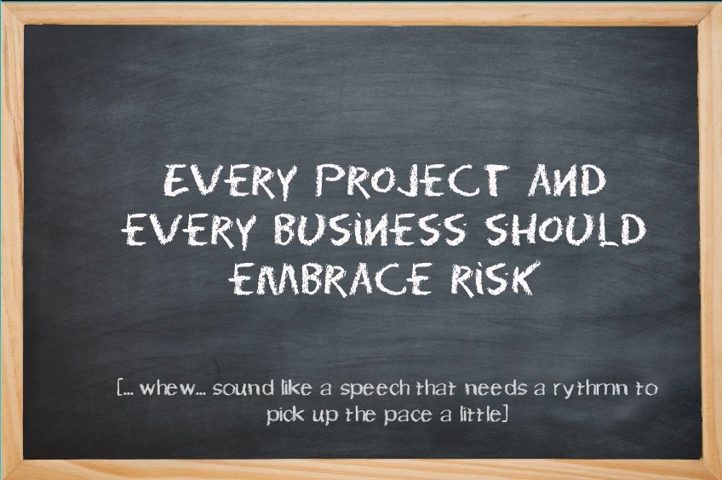 EVERY PROJECT AND
EVERY BUSiNESS SHOULD
EMBRACE RiSK
[... whew... sound like a speech that needs a rythmn to
pick up the pace a little]